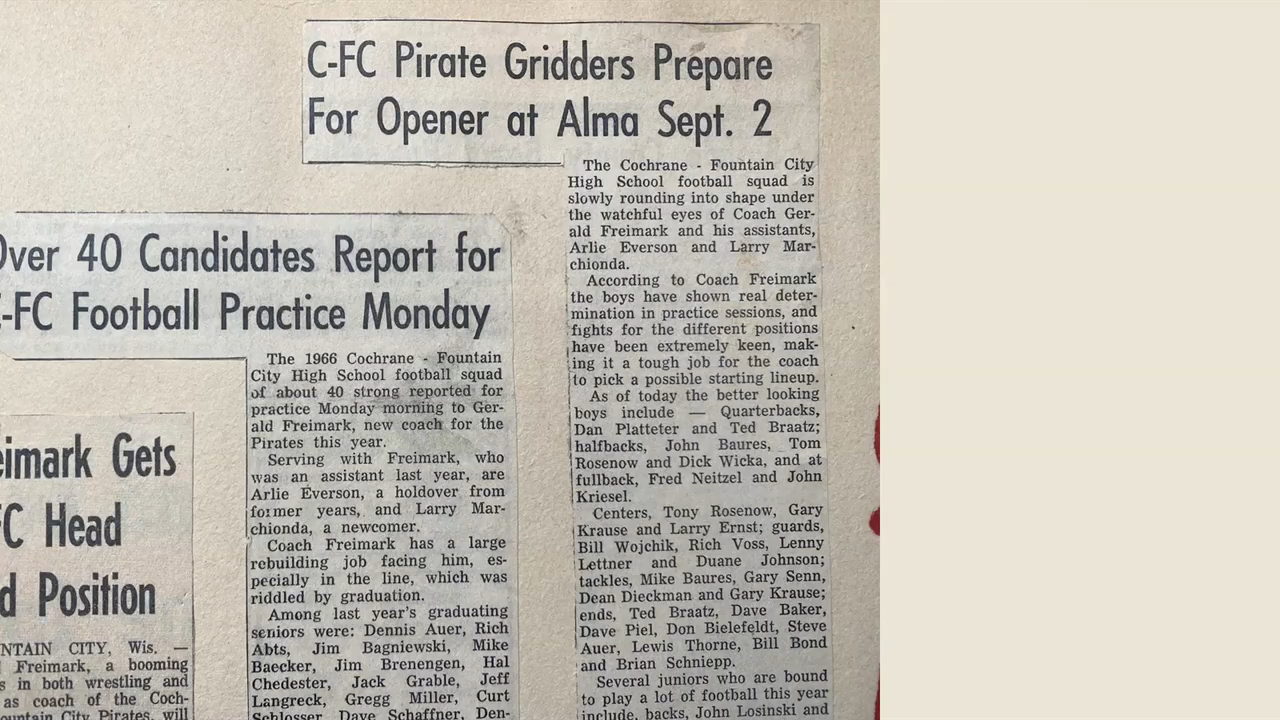 C-FC Pirate Gridders Prepare
For Opener at Alma Sept. 2
The Cochrane - Fountain City
High School football squad is
slowly rounding into shape under
the watchful eyes of Coach Ger-
ald Freimark and his assistants,
Arlie Everson and Larry Mar-
chionda.
According to Coach Freimark
the boys have shown real deter-
mination in practice sessions, and
fights for the different positions
have been extremely keen, mak-
ing it a tough job for the coach
to pick a possible starting lineup.
As of today the better looking
boys include — Quarterbacks,
Dan Platteter and Ted Braatz;
halfbacks, John Baures, Tom
Rosenow and Dick Wicka, and at
fullback, Fred Neitzel and John
Kriesel.
Centers, Tony Rosenow, Gary
Krause and Larry Ernst; guards,
Bill Wojchik, Rich Voss, Lenny
Lettner and Duane Johnson;
tackles, Mike Baures, Gary Senn,
Dean Dieckman and Gary Krause;
ends, Ted Braatz, Dave Baker,
Dave Piel, Don Bielefeldt, Steve
Auer, Lewis Thorne, Bill Bond
and Brian Schniepp.
Several juniors who are bound
to play a lot of football this year
include, backs, John Losinski and
Over 40 Candidates Report for
C-FC Football Practice Monday
The 1966 Cochrane - Fountain
City High School football squad
of about 40 strong reported for
practice Monday morning to Ger-
ald Freimark, new coach for the
Pirates this year.
Serving with Freimark, who
was an assistant last year, are
Arlie Everson, a holdover from
former years, and Larry Mar-
chionda, a newcomer.
Coach Freimark has a large
rebuilding job facing him, es-
pecially in the line, which was
riddled by graduation.
Among last year's graduating
seniors were: Dennis Auer, Rich
Abts, Jim Bagniewski, Mike
Baecker, Jim Brenengen, Hal
Chedester, Jack Grable, Jeff
Langreck, Gregg Miller, Curt
Schlosser, Dave Schaffner, Den-
eimark Gets
FC Head
d Position
NTAIN CITY, Wis. —
Freimark, a booming
s in both wrestling and
as coach of the Coch-
ountain City Pirates, will